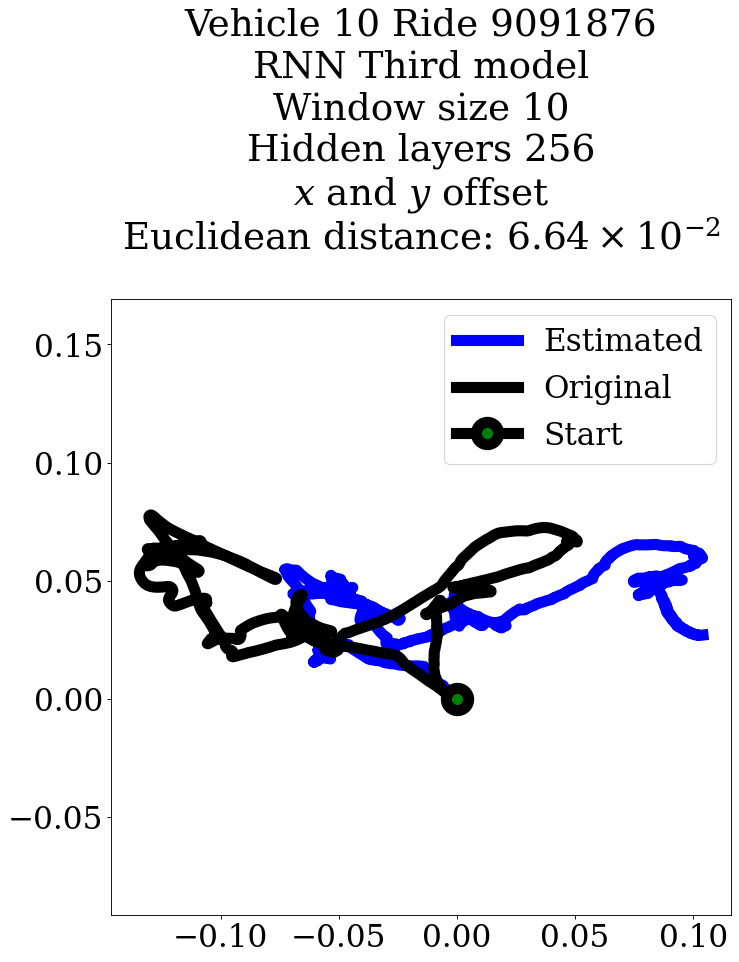 Vehicle 10 Ride 9091876
RNN Third model
Window size 10
Hidden layers 256
x and y offset
Euclidean distance: 6.64 × 10⁻²
Estimated
Original
Start
0.15
0.10
0.05
0.00
−0.05
−0.10 −0.05 0.00 0.05 0.10